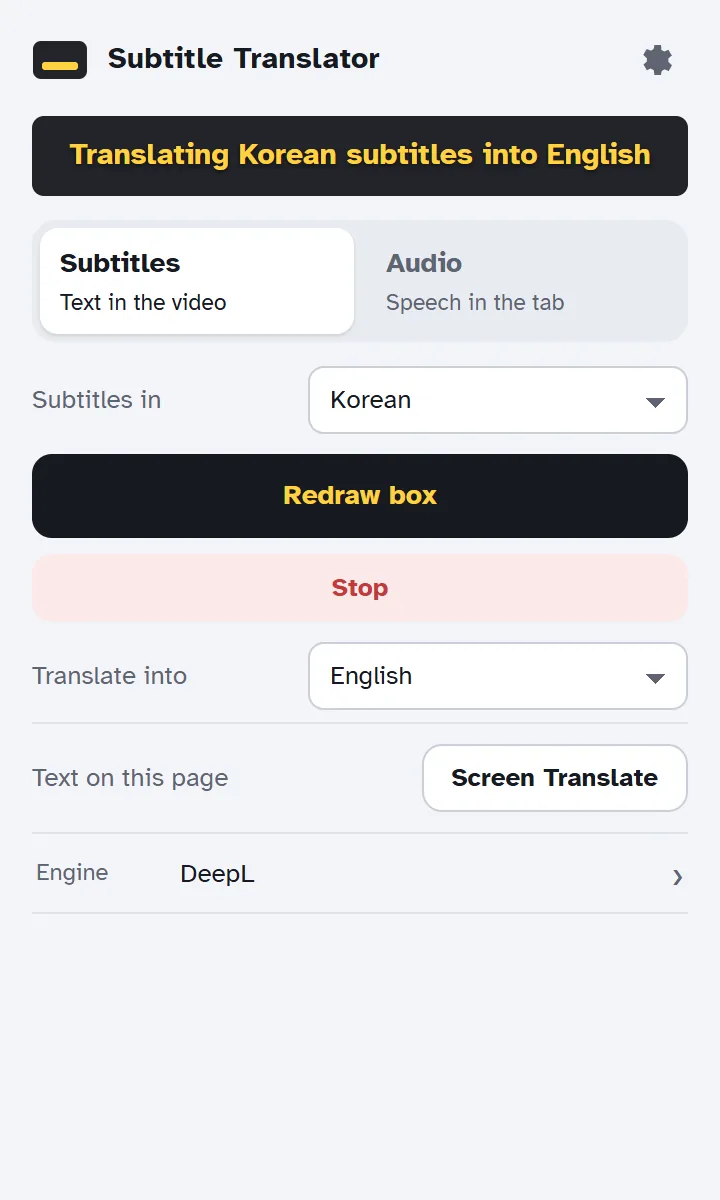 Subtitle Translator
Translating Korean subtitles into English
Subtitles
Text in the video
Audio
Speech in the tab
Subtitles in
Korean
Redraw box
Stop
Translate into
English
Text on this page
Screen Translate
Engine
DeepL